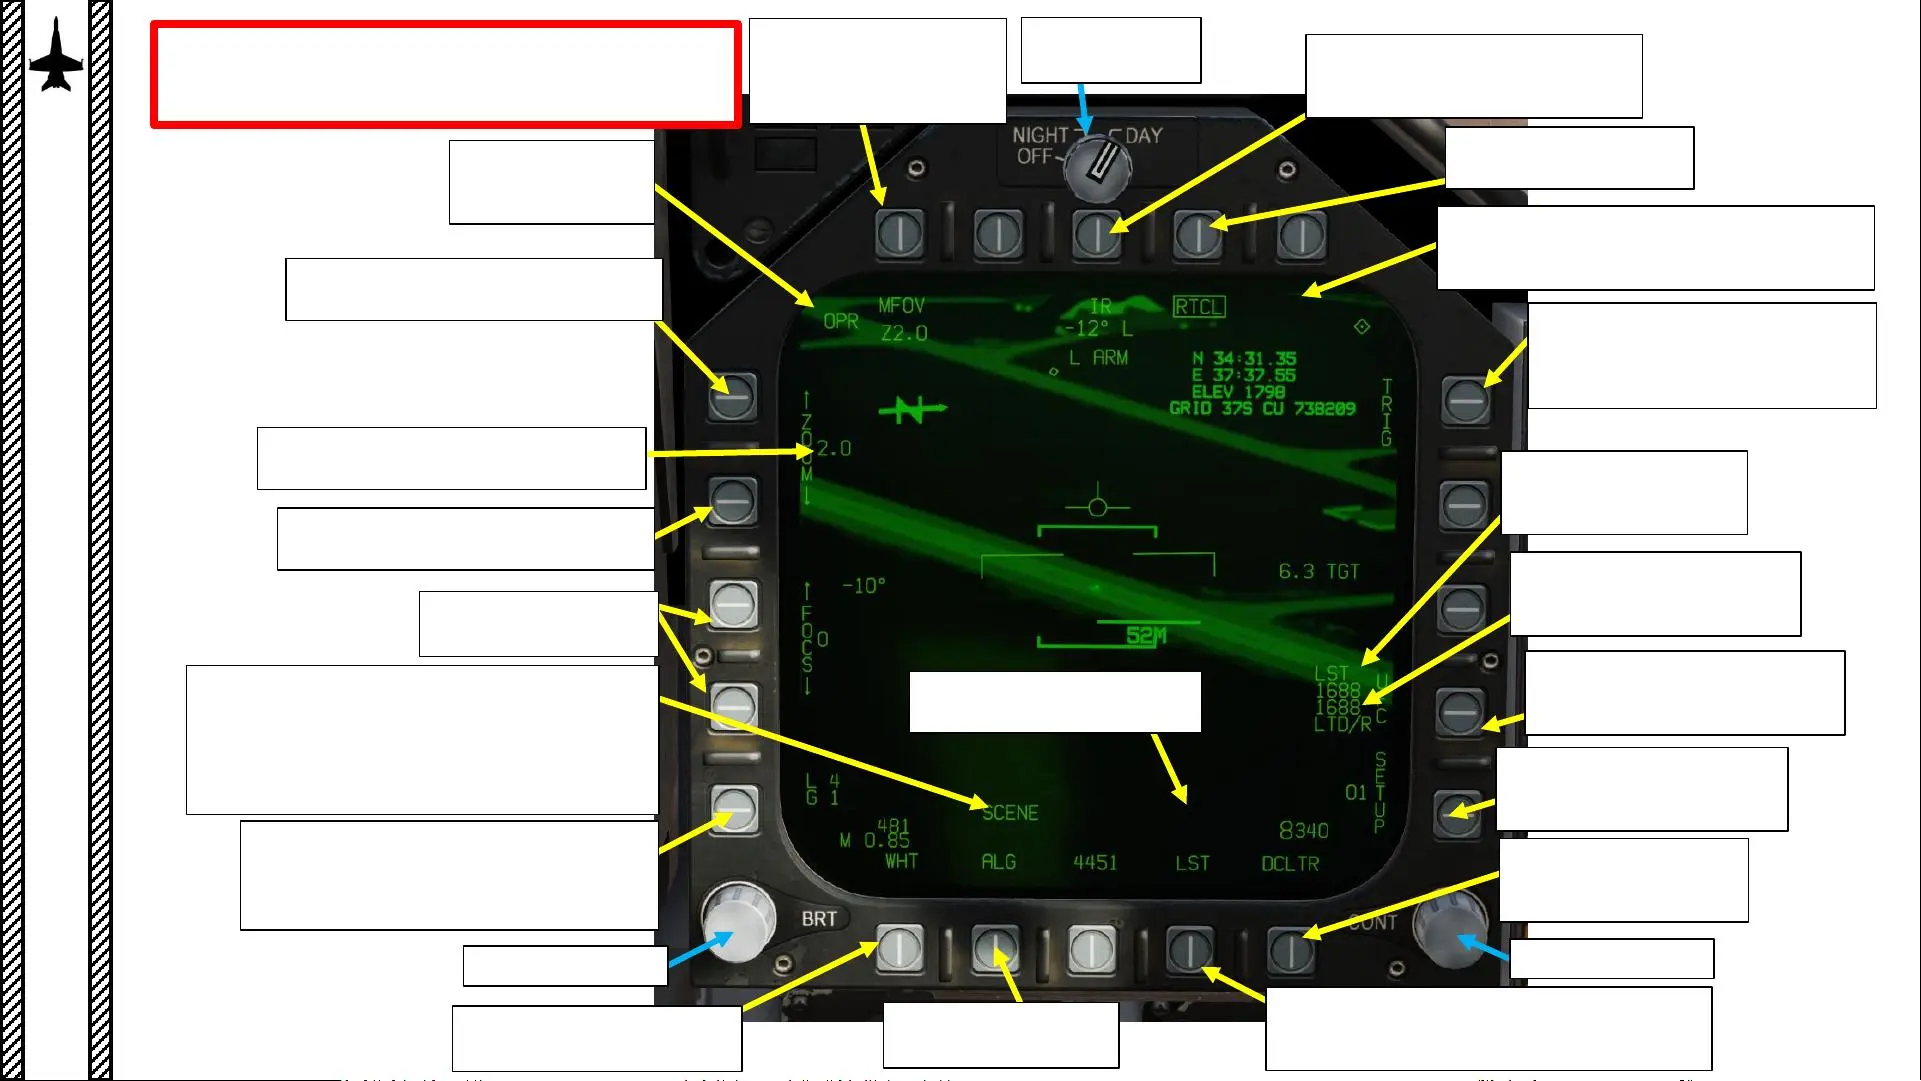 NIGHT DAY
OFF
MFOV IR RTCL
OPR
Z2.0 -12° L
L ARM
N 34:31.35
E 37:37.55
ELEV 1798
GRID 37S CU 738209
TRIG
↑ZOOM↓
2.0
6.3 TGT
-10°
↑FOCS↓
0
52M
LST
1688
1688
LTD/R
L 4
G 1
SCENE
01
SETUP
481
M 0.85
8340
WHT ALG 4451 LST DCLTR
BRT
CONT